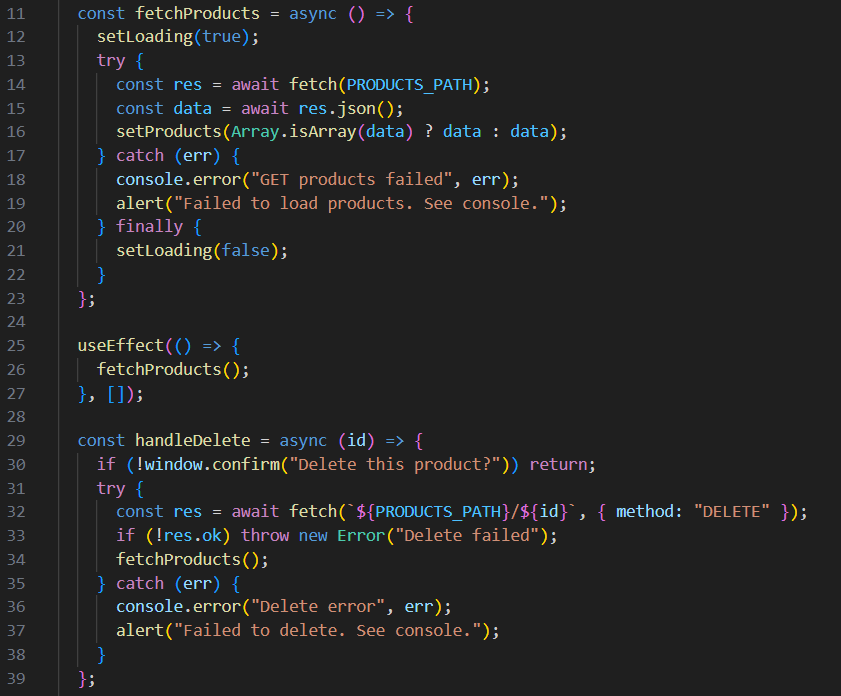 11 const fetchProducts = async () => {
12 setLoading(true);
13 try {
14 const res = await fetch(PRODUCTS_PATH);
15 const data = await res.json();
16 setProducts(Array.isArray(data) ? data : data);
17 } catch (err) {
18 console.error("GET products failed", err);
19 alert("Failed to load products. See console.");
20 } finally {
21 setLoading(false);
22 }
23 };
24
25 useEffect(() => {
26 fetchProducts();
27 }, []);
28
29 const handleDelete = async (id) => {
30 if (!window.confirm("Delete this product?")) return;
31 try {
32 const res = await fetch(`${PRODUCTS_PATH}/${id}`, { method: "DELETE" });
33 if (!res.ok) throw new Error("Delete failed");
34 fetchProducts();
35 } catch (err) {
36 console.error("Delete error", err);
37 alert("Failed to delete. See console.");
38 }
39 };